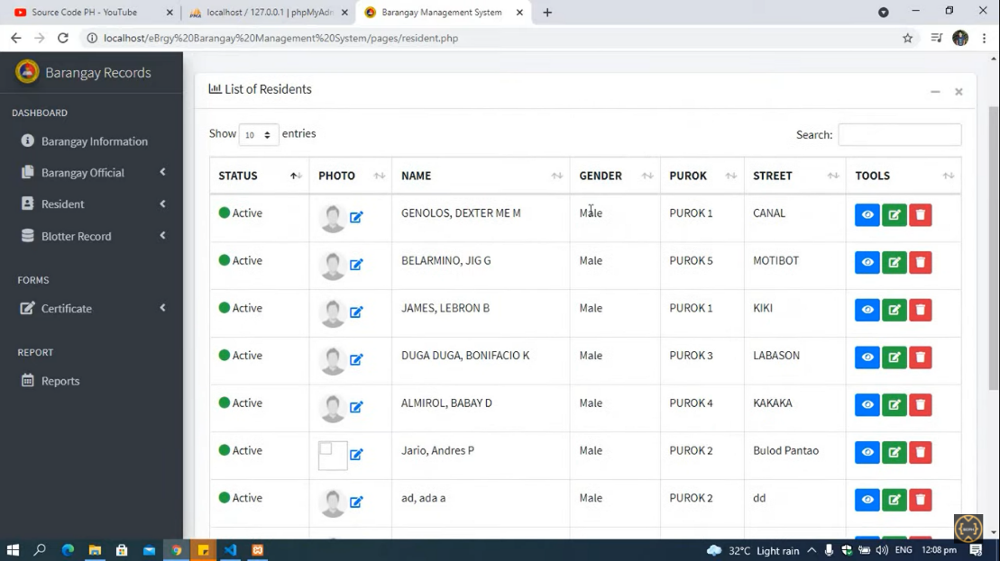 Source Code PH - YouTube
localhost / 127.0.0.1 | phpMyAdm
Barangay Management System
localhost/eBrgy%20Barangay%20Management%20System/pages/resident.php
Barangay Records
DASHBOARD
Barangay Information
Barangay Official
Resident
Blotter Record
FORMS
Certificate
REPORT
Reports
List of Residents
Show 10 entries
Search:
STATUS PHOTO NAME GENDER PUROK STREET TOOLS
Active GENOLOS, DEXTER ME M Male PUROK 1 CANAL
Active BELARMINO, JIG G Male PUROK 5 MOTIBOT
Active JAMES, LEBRON B Male PUROK 1 KIKI
Active DUGA DUGA, BONIFACIO K Male PUROK 3 LABASON
Active ALMIROL, BABAY D Male PUROK 4 KAKAKA
Active Jario, Andres P Male PUROK 2 Bulod Pantao
Active ad, ada a Male PUROK 2 dd
32°C Light rain ENG 12:08 pm